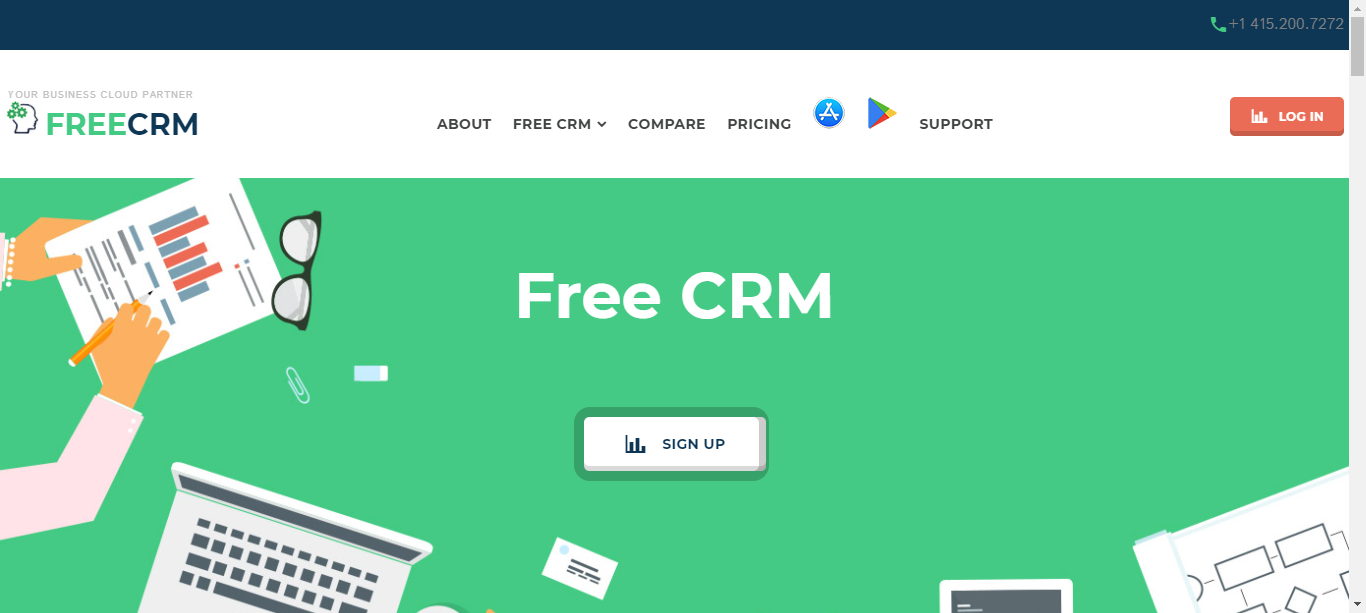 +1 415.200.7272
YOUR BUSINESS CLOUD PARTNER
FREECRM
ABOUT FREE CRM COMPARE PRICING SUPPORT
LOG IN
Free CRM
SIGN UP